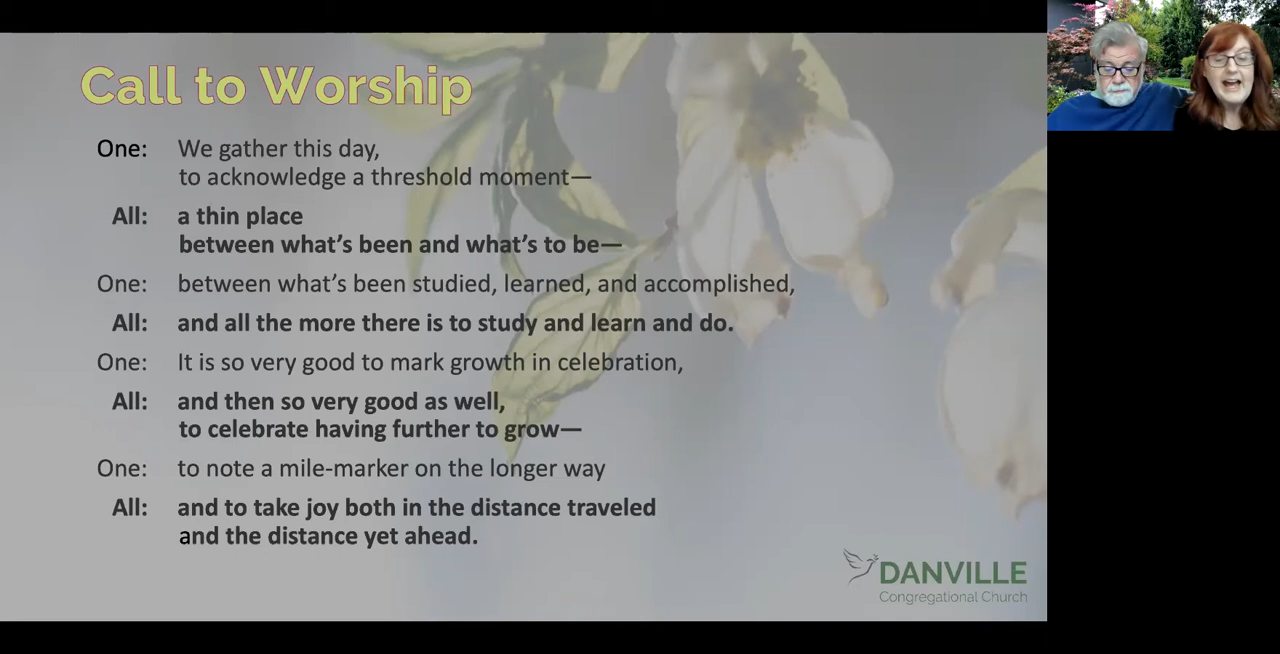 Call to Worship
One: We gather this day,
to acknowledge a threshold moment—
All: a thin place
between what’s been and what’s to be—
One: between what’s been studied, learned, and accomplished,
All: and all the more there is to study and learn and do.
One: It is so very good to mark growth in celebration,
All: and then so very good as well,
to celebrate having further to grow—
One: to note a mile-marker on the longer way
All: and to take joy both in the distance traveled
and the distance yet ahead.
DANVILLE
Congregational Church